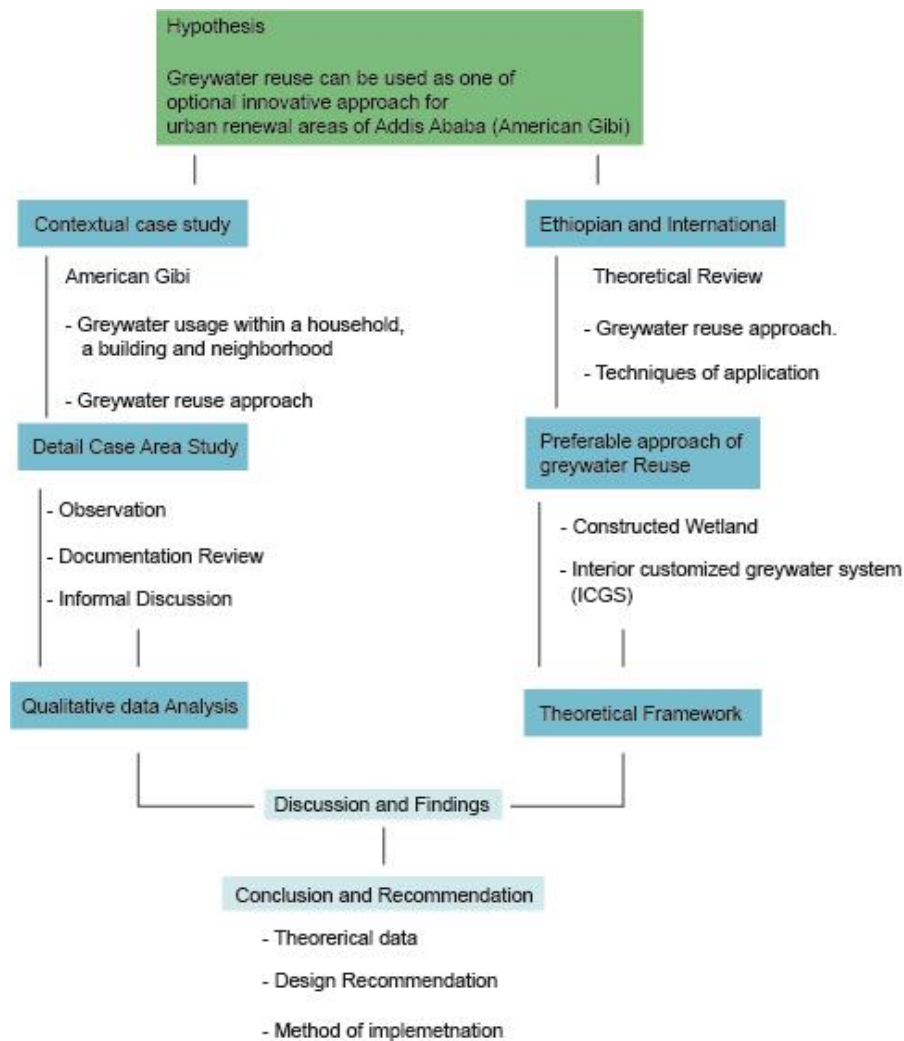 Hypothesis
Greywater reuse can be used as one of
optional innovative approach for
urban renewal areas of Addis Ababa (American Gibi)
Contextual case study
American Gibi
- Greywater usage within a household,
a building and neighborhood
- Greywater reuse approach
Detail Case Area Study
- Observation
- Documentation Review
- Informal Discussion
Qualitative data Analysis
Ethiopian and International
Theoretical Review
- Greywater reuse approach.
- Techniques of application
Preferable approach of
greywater Reuse
- Constructed Wetland
- Interior customized greywater system
(ICGS)
Theoretical Framework
Discussion and Findings
Conclusion and Recommendation
- Theorerical data
- Design Recommendation
- Method of implemetnation